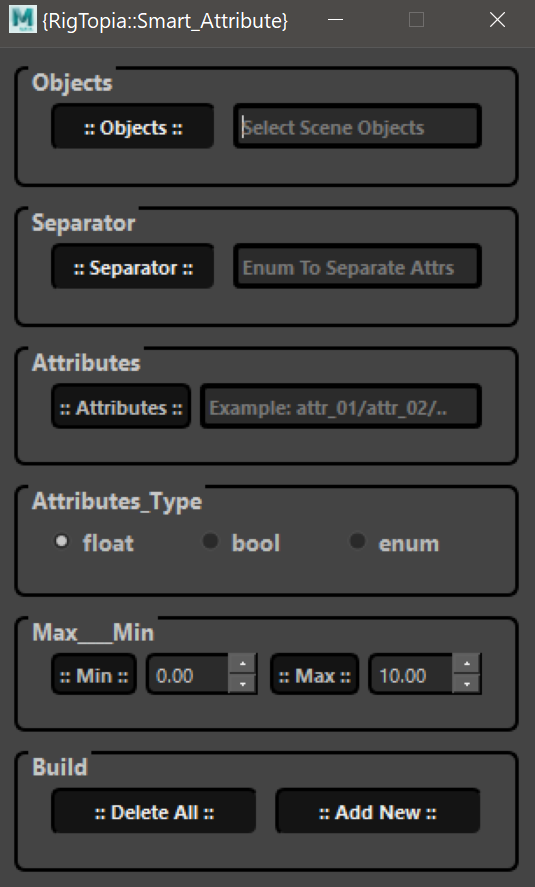 {RigTopia::Smart_Attribute}
Objects
:: Objects :: Select Scene Objects
Separator
:: Separator :: Enum To Separate Attrs
Attributes
:: Attributes :: Example: attr_01/attr_02/..
Attributes_Type
float bool enum
Max___Min
:: Min :: 0.00 :: Max :: 10.00
Build
:: Delete All :: :: Add New ::